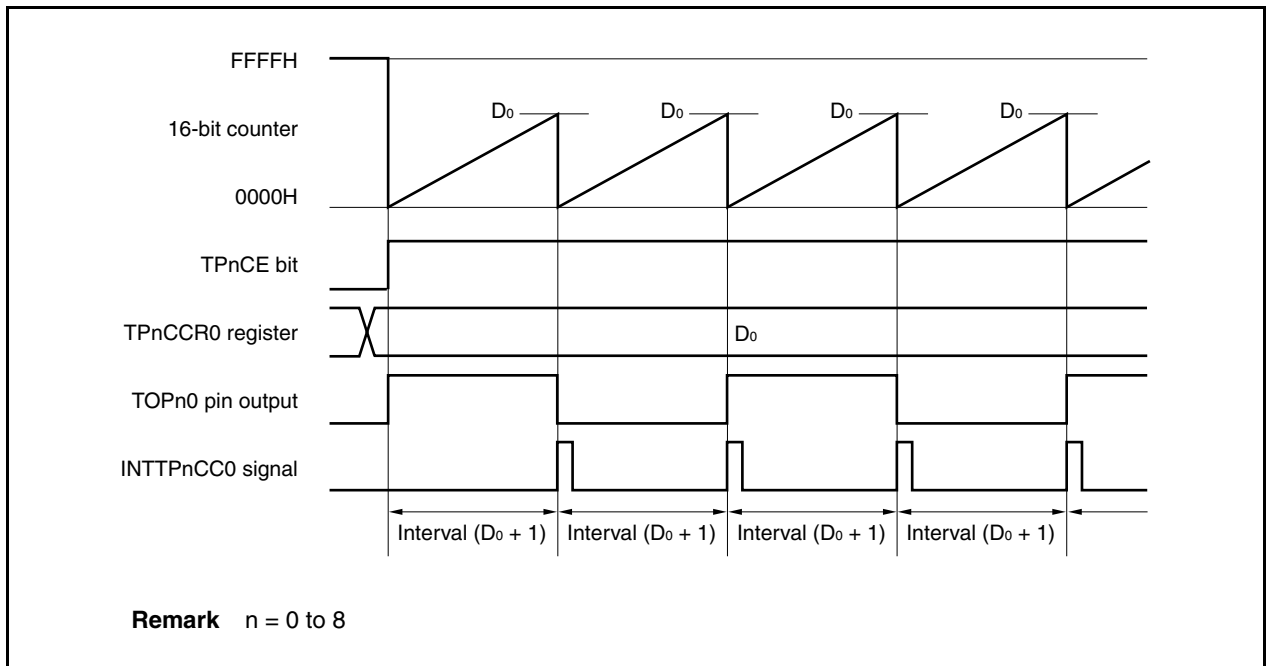 FFFFH
D0 D0 D0 D0
16-bit counter
0000H
TPnCE bit
TPnCCR0 register D0
TOPn0 pin output
INTTPnCC0 signal
Interval (D0 + 1) Interval (D0 + 1) Interval (D0 + 1) Interval (D0 + 1)
Remark n = 0 to 8